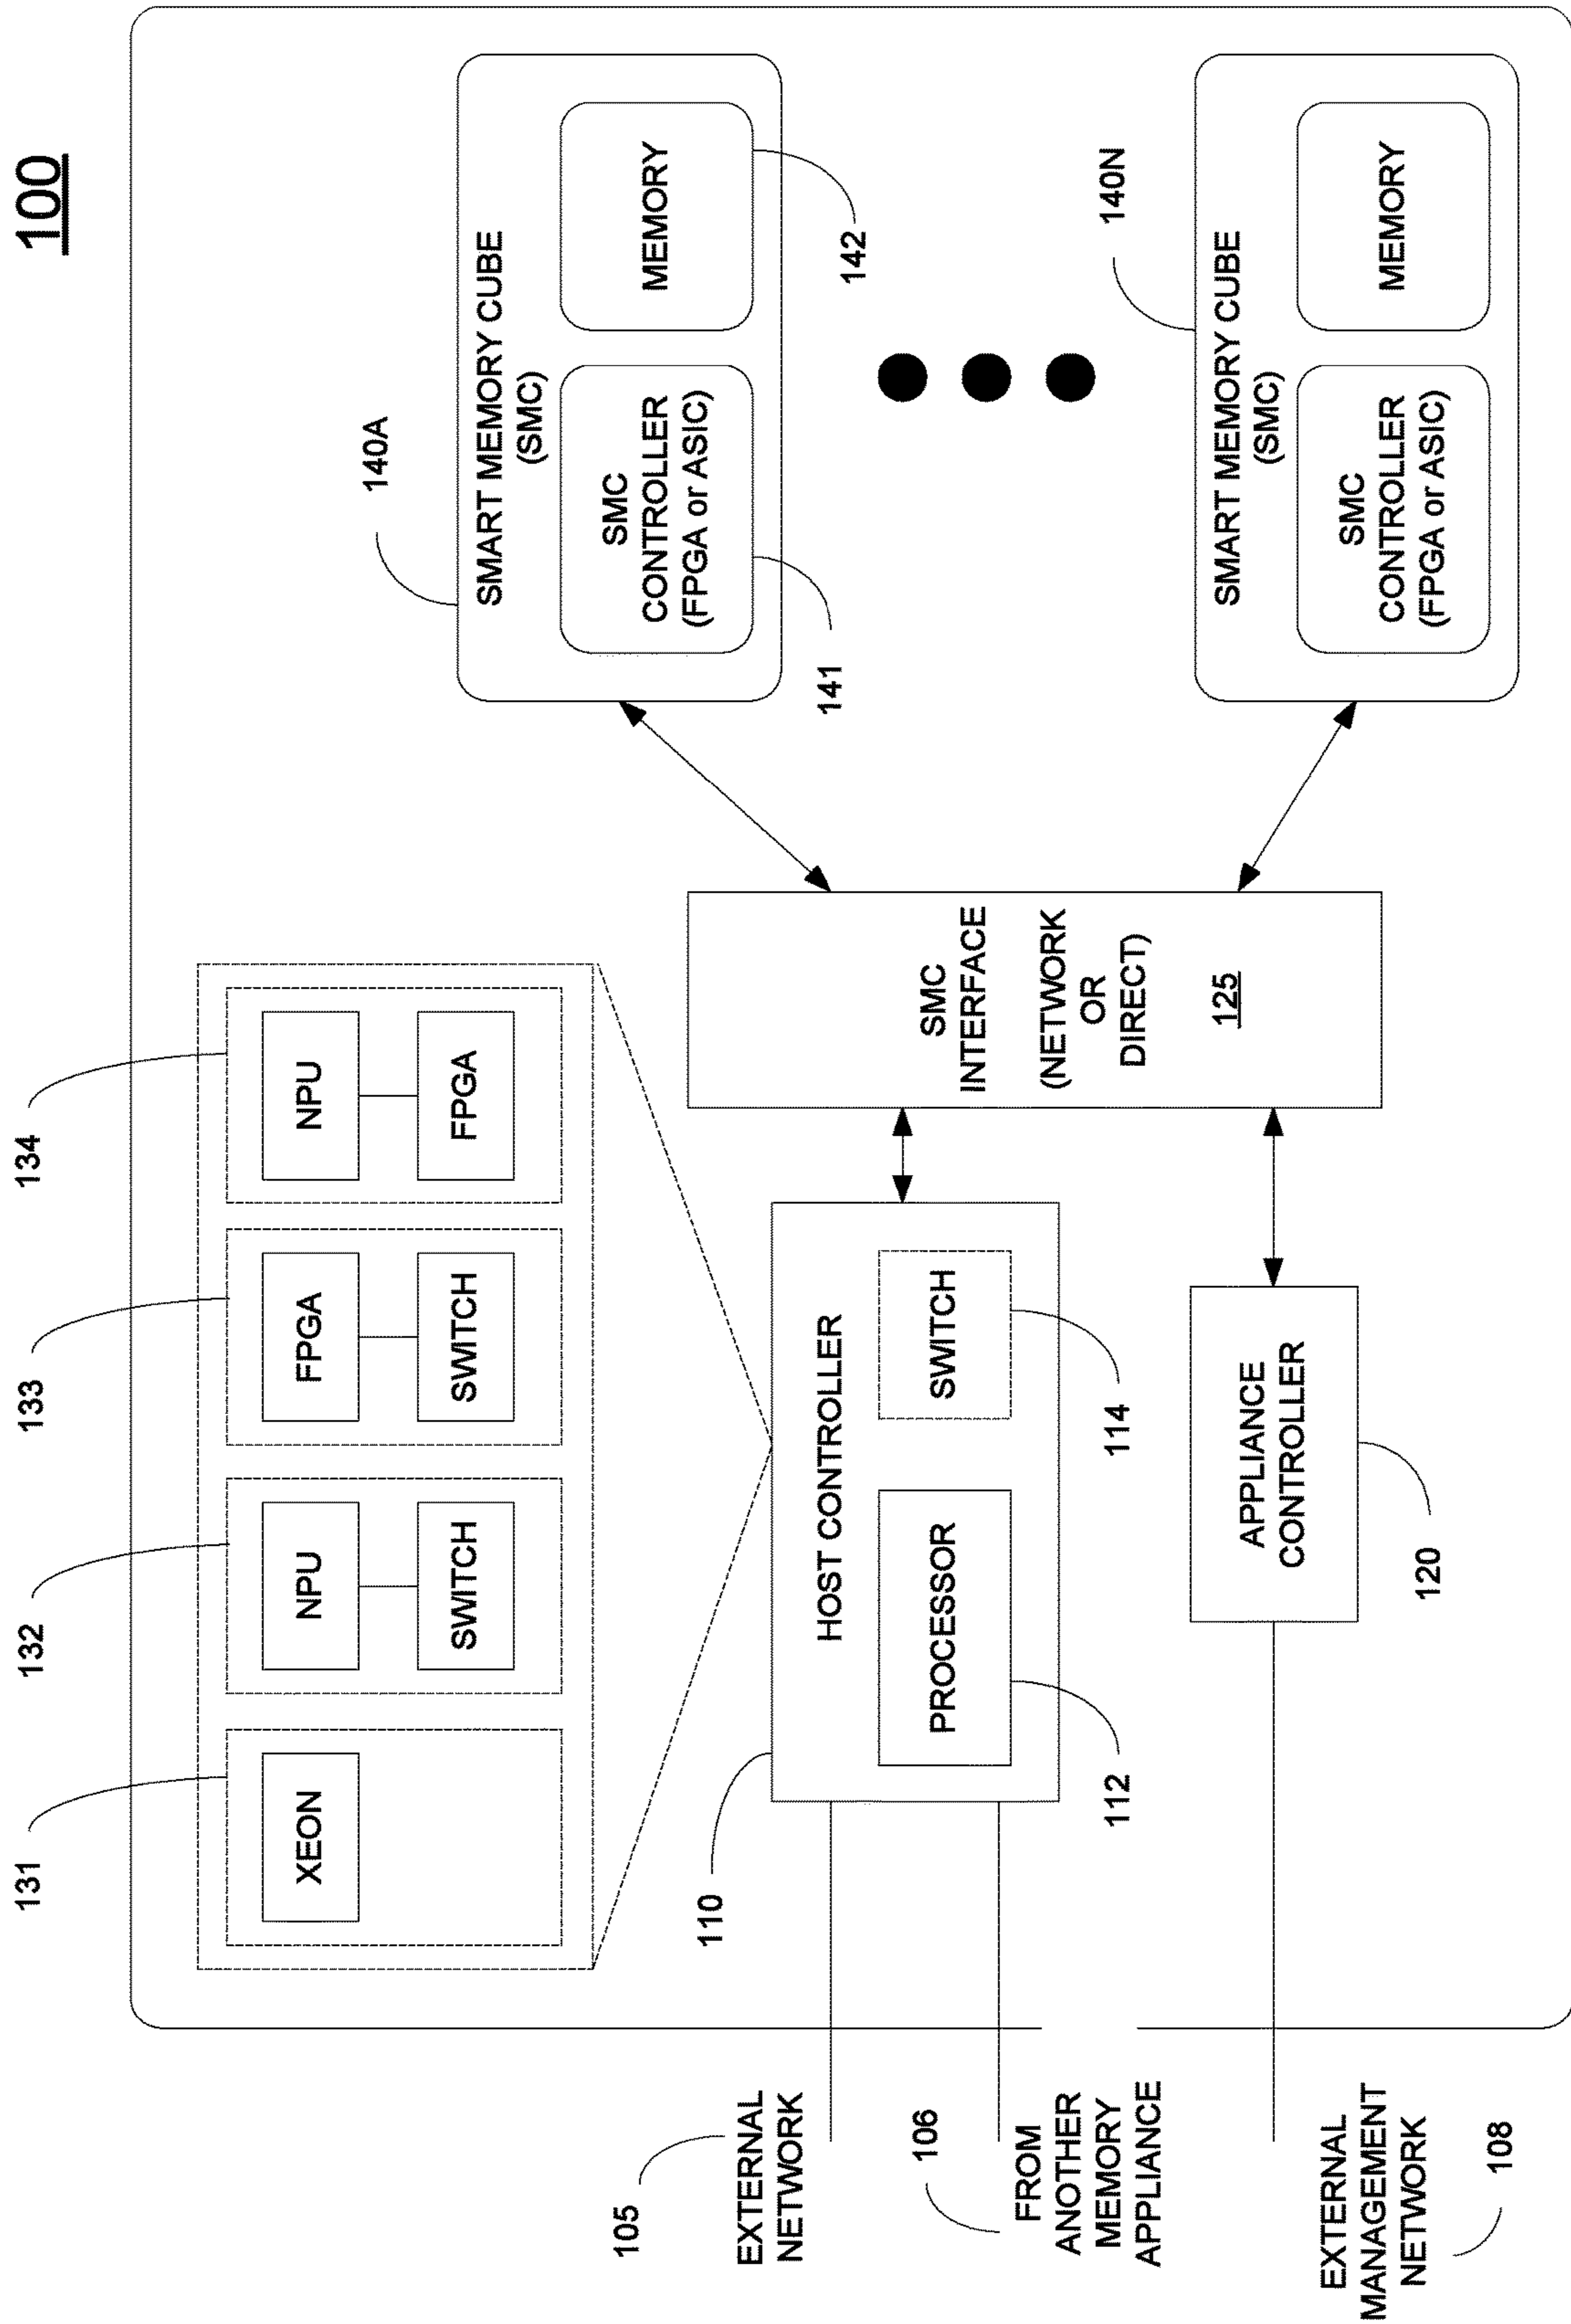 100
131
132
133
134
XEON
NPU
SWITCH
FPGA
SWITCH
NPU
FPGA
110
HOST CONTROLLER
PROCESSOR
SWITCH
112
114
APPLIANCE
CONTROLLER
120
SMC
INTERFACE
(NETWORK
OR
DIRECT)
125
140A
SMART MEMORY CUBE
(SMC)
SMC
CONTROLLER
(FPGA or ASIC)
MEMORY
141
142
140N
SMART MEMORY CUBE
(SMC)
SMC
CONTROLLER
(FPGA or ASIC)
MEMORY
105
EXTERNAL
NETWORK
106
FROM
ANOTHER
MEMORY
APPLIANCE
EXTERNAL
MANAGEMENT
NETWORK
108